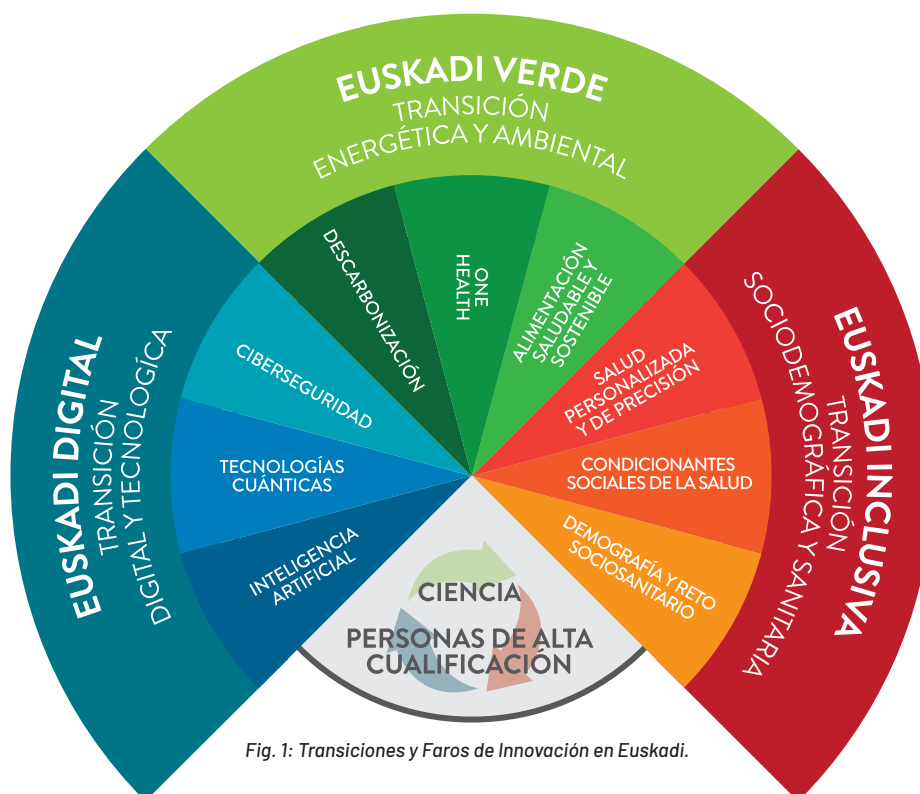 EUSKADI VERDE
TRANSICIÓN
ENERGÉTICA Y AMBIENTAL
EUSKADI DIGITAL
TRANSICIÓN
DIGITAL Y TECNOLOGÍCA
EUSKADI INCLUSIVA
TRANSICIÓN
SOCIODEMOGRÁFICA Y SANITARIA
DESCARBONIZACIÓN
ONE
HEALTH
ALIMENTACIÓN
SALUDABLE Y
SOSTENIBLE
CIBERSEGURIDAD
TECNOLOGÍAS
CUÁNTICAS
INTELIGENCIA
ARTIFICIAL
SALUD
PERSONALIZADA
Y DE PRECISIÓN
CONDICIONANTES
SOCIALES DE LA SALUD
DEMOGRAFÍA Y RETO
SOCIOSANITARIO
CIENCIA
PERSONAS DE ALTA
CUALIFICACIÓN
Fig. 1: Transiciones y Faros de Innovación en Euskadi.